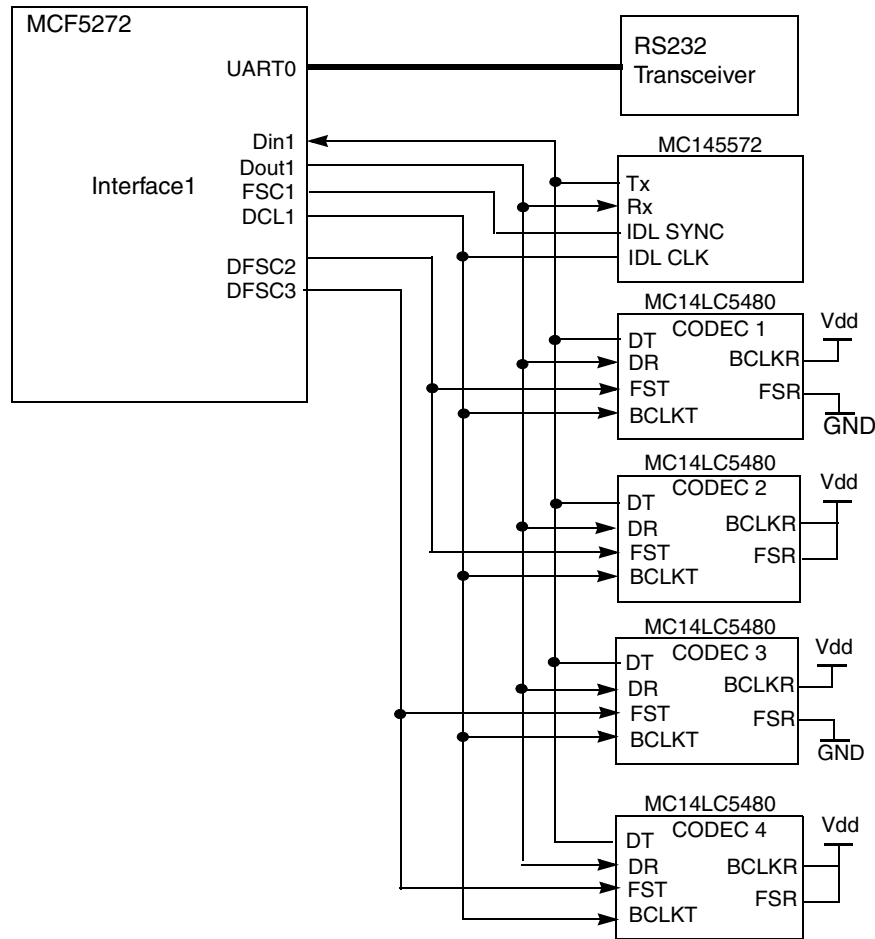 MCF5272
UART0
Din1
Dout1
Interface1
FSC1
DCL1
DFSC2
DFSC3
RS232
Transceiver
MC145572
Tx
Rx
IDL SYNC
IDL CLK
MC14LC5480
CODEC 1
Vdd
DT
BCLKR
DR
FST
FSR
BCLKT
GND
MC14LC5480
CODEC 2
Vdd
DT
BCLKR
DR
FST
FSR
BCLKT
MC14LC5480
CODEC 3
Vdd
DT
BCLKR
DR
FST
FSR
BCLKT
GND
MC14LC5480
CODEC 4
Vdd
DT
BCLKR
DR
FST
FSR
BCLKT